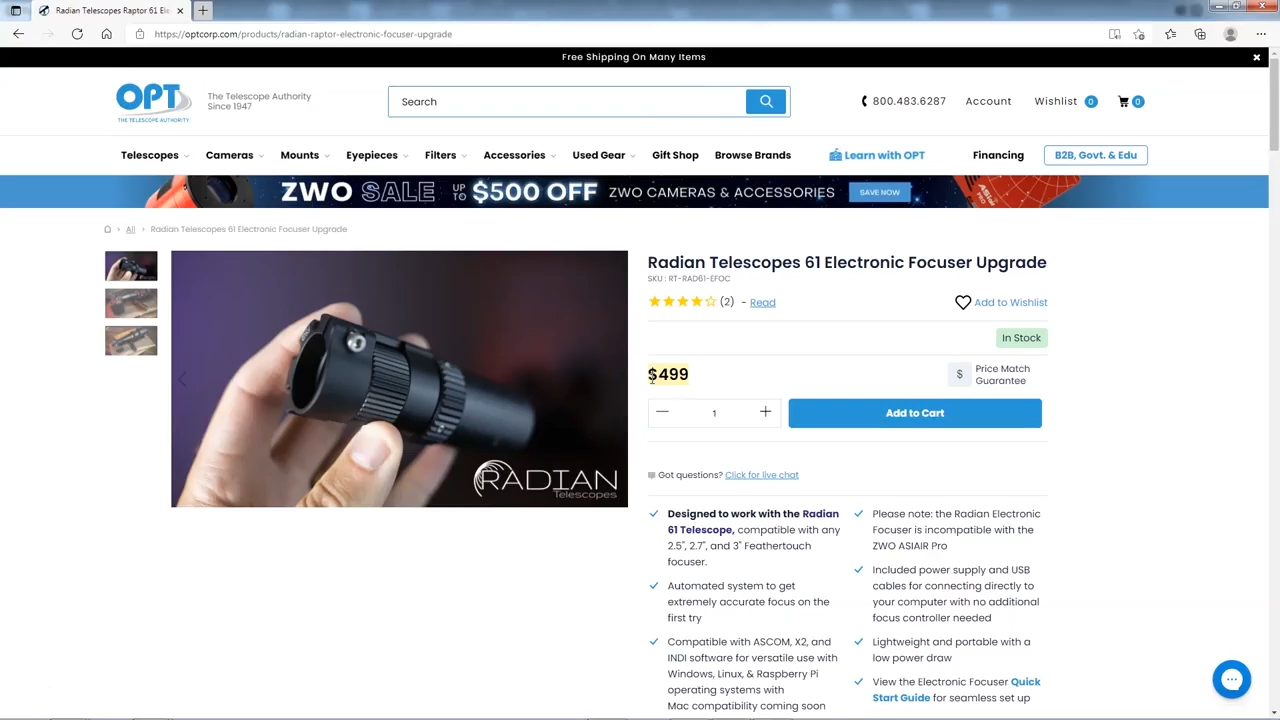 Radian Telescopes Raptor 61 Ele
https://optcorp.com/products/radian-raptor-electronic-focuser-upgrade
Free Shipping On Many Items
OPT
THE TELESCOPE AUTHORITY
The Telescope Authority
Since 1947
Search
800.483.6287
Account
Wishlist 0
0
Telescopes Cameras Mounts Eyepieces Filters Accessories Used Gear Gift Shop Browse Brands Learn with OPT Financing B2B, Govt. & Edu
ZWO SALE UP TO $500 OFF ZWO CAMERAS & ACCESSORIES SAVE NOW
All > Radian Telescopes 61 Electronic Focuser Upgrade
RADIAN
Telescopes
Radian Telescopes 61 Electronic Focuser Upgrade
SKU : RT-RAD61-EFOC
(2) - Read
Add to Wishlist
In Stock
$499
$ Price Match
Guarantee
1
Add to Cart
Got questions? Click for live chat
Designed to work with the Radian
61 Telescope, compatible with any
2.5", 2.7", and 3" Feathertouch
focuser.
Automated system to get
extremely accurate focus on the
first try
Compatible with ASCOM, X2, and
INDI software for versatile use with
Windows, Linux, & Raspberry Pi
operating systems with
Mac compatibility coming soon
Please note: the Radian Electronic
Focuser is incompatible with the
ZWO ASIAIR Pro
Included power supply and USB
cables for connecting directly to
your computer with no additional
focus controller needed
Lightweight and portable with a
low power draw
View the Electronic Focuser Quick
Start Guide for seamless set up